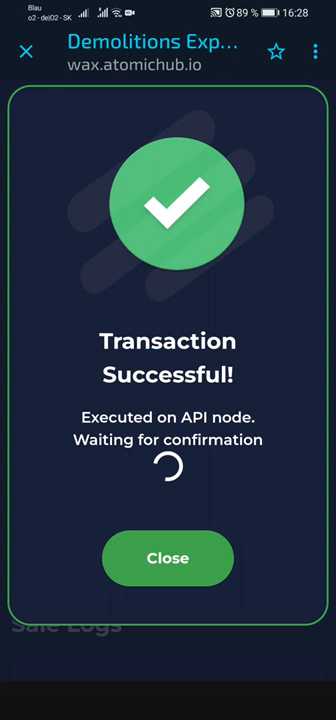 Blau
o2 - de|O2 - SK
89 %
16:28
Demolitions Exp...
wax.atomichub.io
Transaction
Successful!
Executed on API node.
Waiting for confirmation
Close
Sale Logs